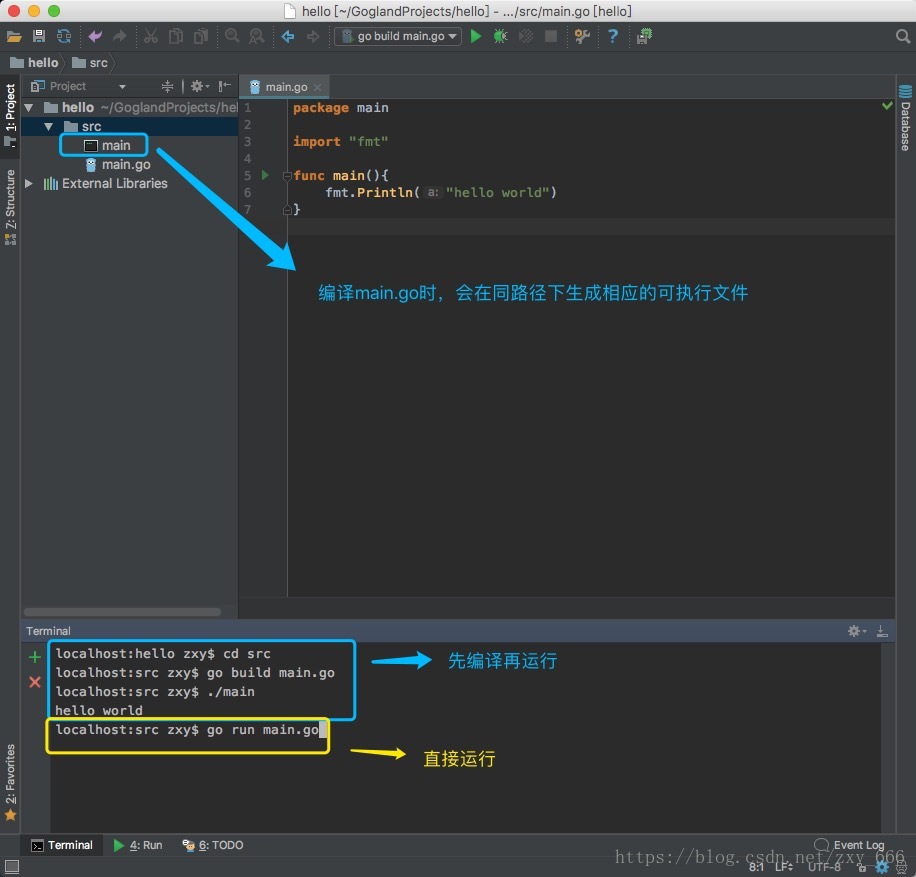 hello [~/GoglandProjects/hello] - .../src/main.go [hello]
go build main.go
hello
src
Project
main.go
1: Project
hello ~/GoglandProjects/hel
src
main
main.go
External Libraries
7: Structure
Database
1 package main
2
3 import "fmt"
4
5 func main(){
6 fmt.Println( a: "hello world")
7 }
编译main.go时，会在同路径下生成相应的可执行文件
Terminal
localhost:hello zxy$ cd src
localhost:src zxy$ go build main.go
localhost:src zxy$ ./main
hello world
localhost:src zxy$ go run main.go
先编译再运行
直接运行
2: Favorites
Terminal
4: Run
6: TODO
Event Log
https://blog.csdn.net/zxy_666
8:1 LF÷ UTF-8